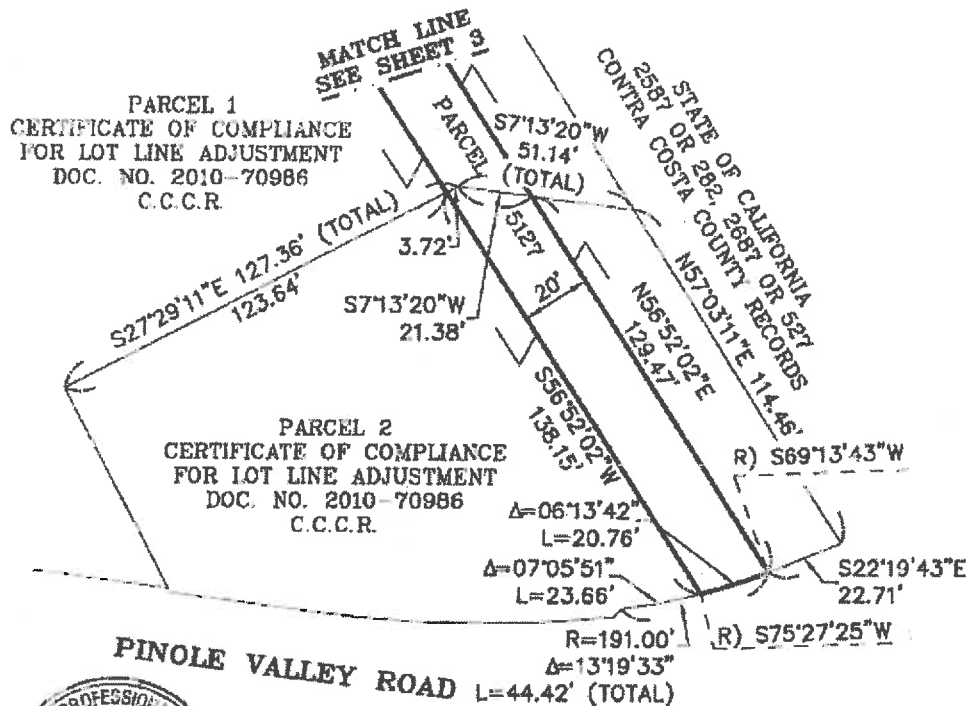 MATCH LINE
SEE SHEET 3
PARCEL 1
CERTIFICATE OF COMPLIANCE
FOR LOT LINE ADJUSTMENT
DOC. NO. 2010-70986
C.C.C.R.
PARCEL
5127
S7°13'20"W
51.14'
(TOTAL)
STATE OF CALIFORNIA
2587 OR 282, 2687 OR 527
CONTRA COSTA COUNTY RECORDS
S27°29'11"E 127.36' (TOTAL)
123.64'
3.72'
S7°13'20"W
21.38'
20'
N56°52'02"E
129.47'
N57°03'11"E 114.46'
S56°52'02"W
138.15'
PARCEL 2
CERTIFICATE OF COMPLIANCE
FOR LOT LINE ADJUSTMENT
DOC. NO. 2010-70986
C.C.C.R.
R) S69°13'43"W
Δ=06°13'42"
L=20.76'
Δ=07°05'51"
L=23.66'
S22°19'43"E
22.71'
R=191.00'
Δ=13°19'33"
L=44.42' (TOTAL)
R) S75°27'25"W
PINOLE VALLEY ROAD